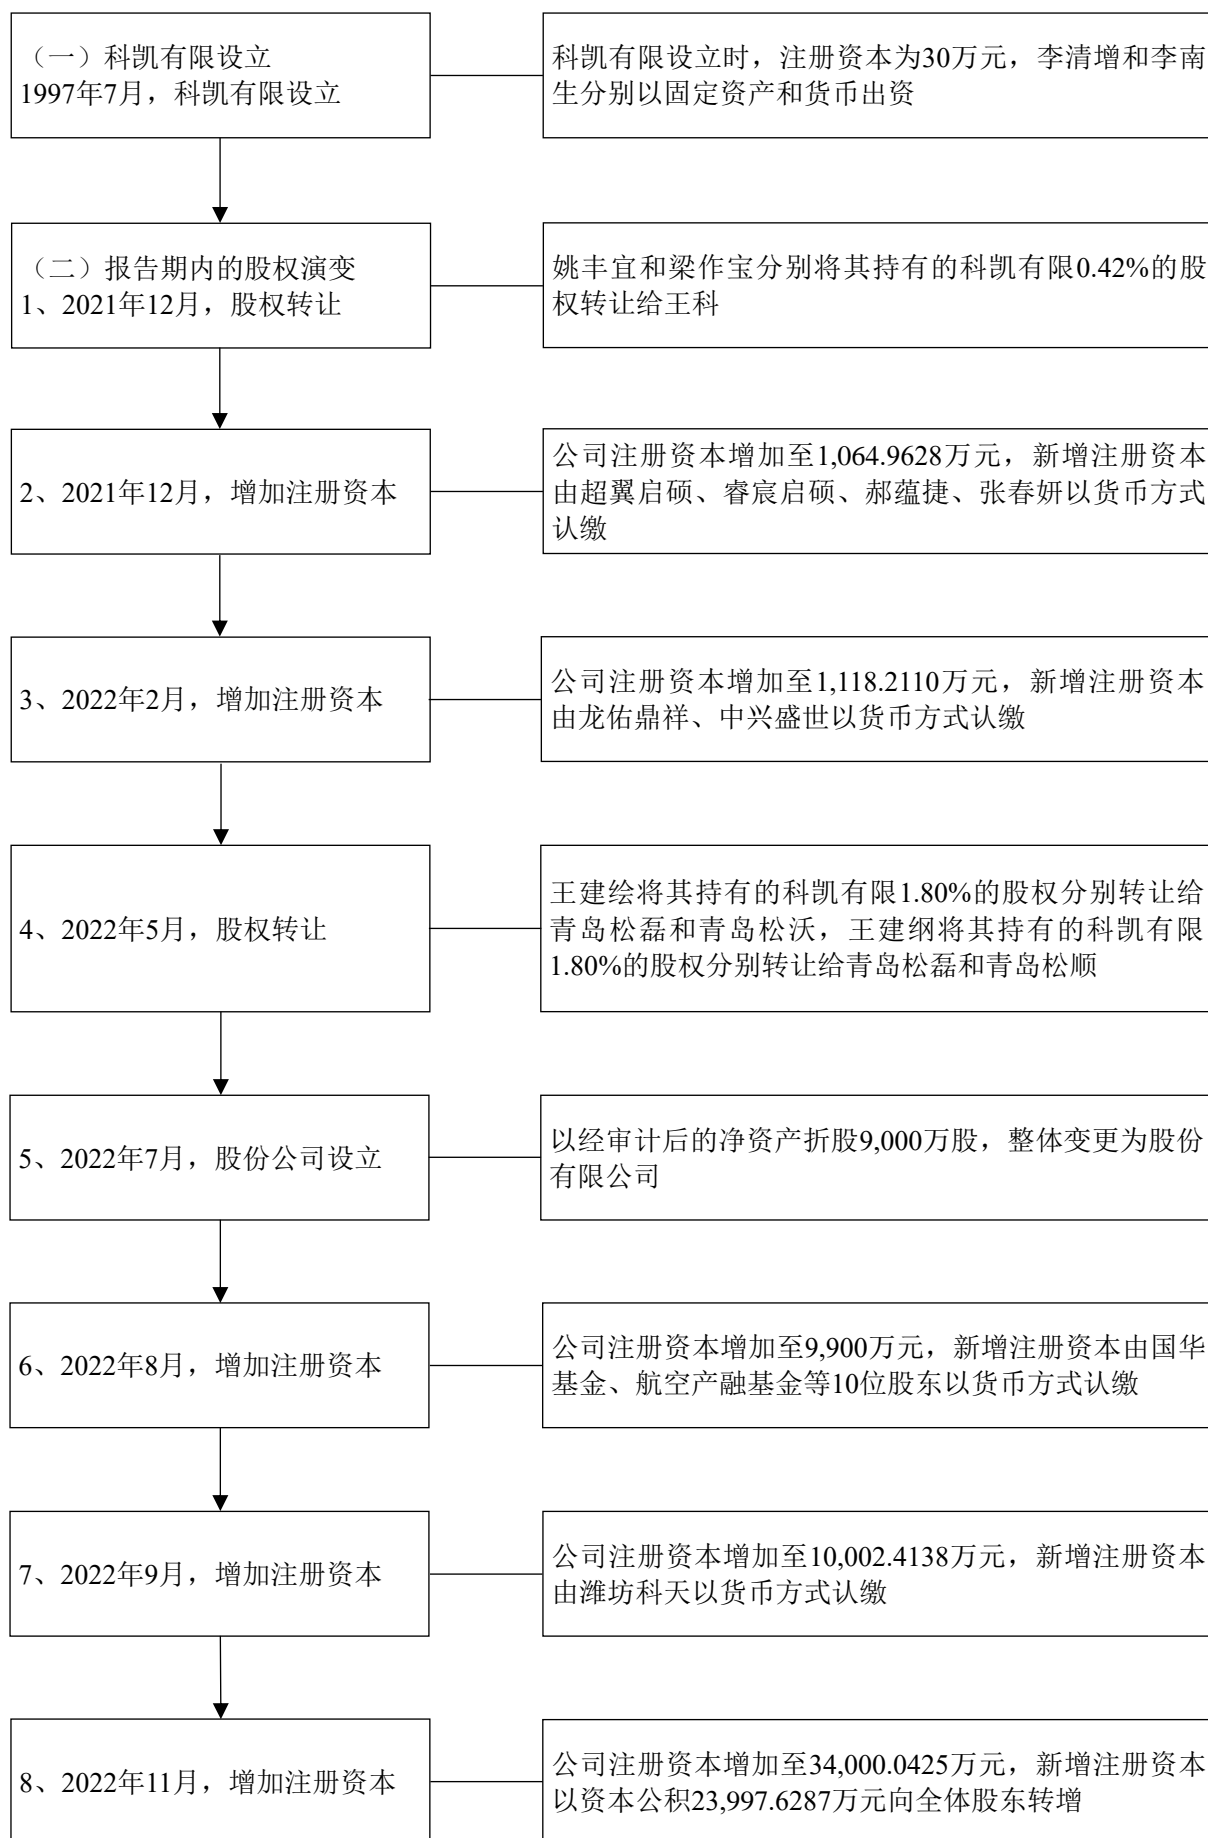 （一）科凯有限设立
1997年7月，科凯有限设立
科凯有限设立时，注册资本为30万元，李清增和李南
生分别以固定资产和货币出资
（二）报告期内的股权演变
1、2021年12月，股权转让
姚丰宜和梁作宝分别将其持有的科凯有限0.42%的股
权转让给王科
2、2021年12月，增加注册资本
公司注册资本增加至1,064.9628万元，新增注册资本
由超翼启硕、睿宸启硕、郝蕴捷、张春妍以货币方式
认缴
3、2022年2月，增加注册资本
公司注册资本增加至1,118.2110万元，新增注册资本
由龙佑鼎祥、中兴盛世以货币方式认缴
4、2022年5月，股权转让
王建绘将其持有的科凯有限1.80%的股权分别转让给
青岛松磊和青岛松沃，王建纲将其持有的科凯有限
1.80%的股权分别转让给青岛松磊和青岛松顺
5、2022年7月，股份公司设立
以经审计后的净资产折股9,000万股，整体变更为股份
有限公司
6、2022年8月，增加注册资本
公司注册资本增加至9,900万元，新增注册资本由国华
基金、航空产融基金等10位股东以货币方式认缴
7、2022年9月，增加注册资本
公司注册资本增加至10,002.4138万元，新增注册资本
由潍坊科天以货币方式认缴
8、2022年11月，增加注册资本
公司注册资本增加至34,000.0425万元，新增注册资本
以资本公积23,997.6287万元向全体股东转增